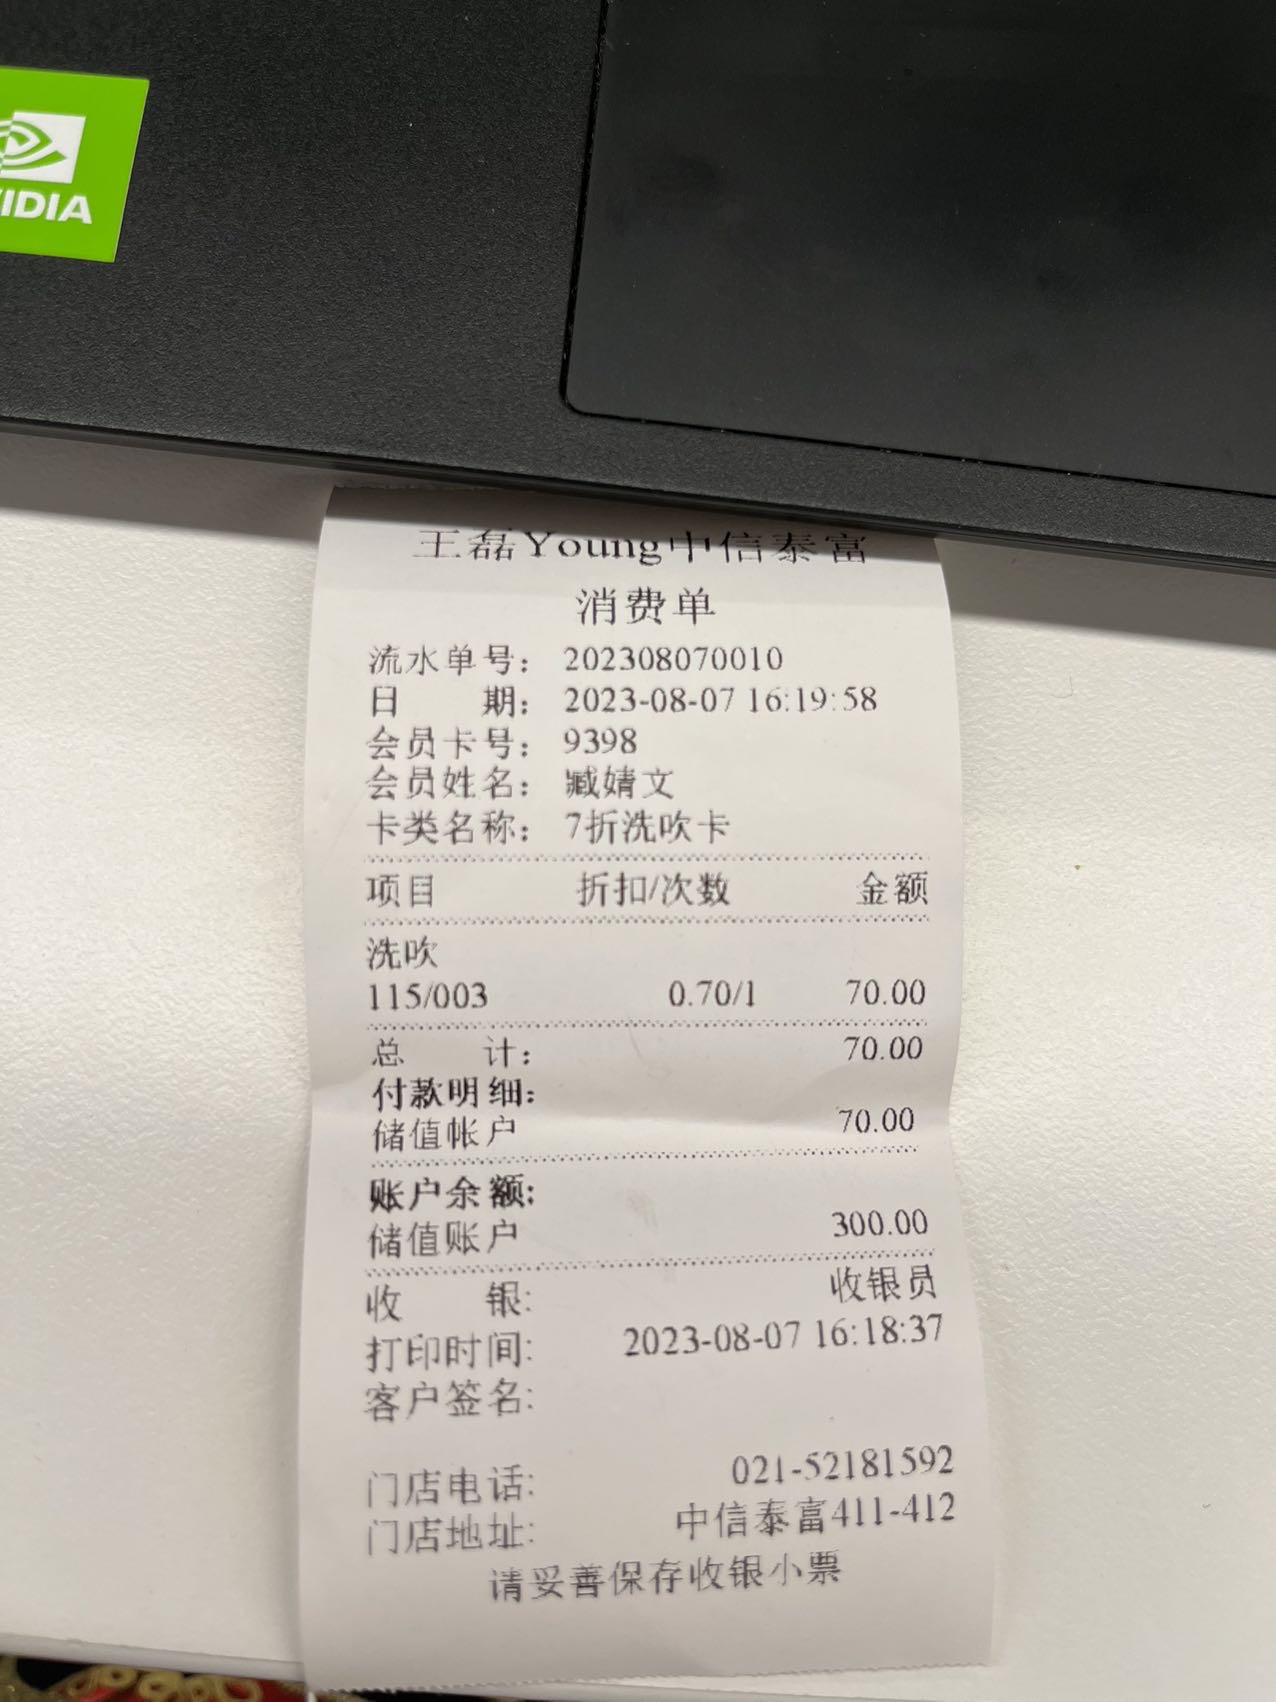 VIDIA
王磊Young中信泰富
消费单
流水单号： 202308070010
日 期： 2023-08-07 16:19:58
会员卡号： 9398
会员姓名： 臧婧文
卡类名称： 7折洗吹卡
项目 折扣/次数 金额
洗吹
115/003 0.70/1 70.00
总 计： 70.00
付款明细：
储值帐户 70.00
账户余额：
储值账户 300.00
收 银： 收银员
打印时间： 2023-08-07 16:18:37
客户签名：
门店电话： 021-52181592
门店地址： 中信泰富411-412
请妥善保存收银小票